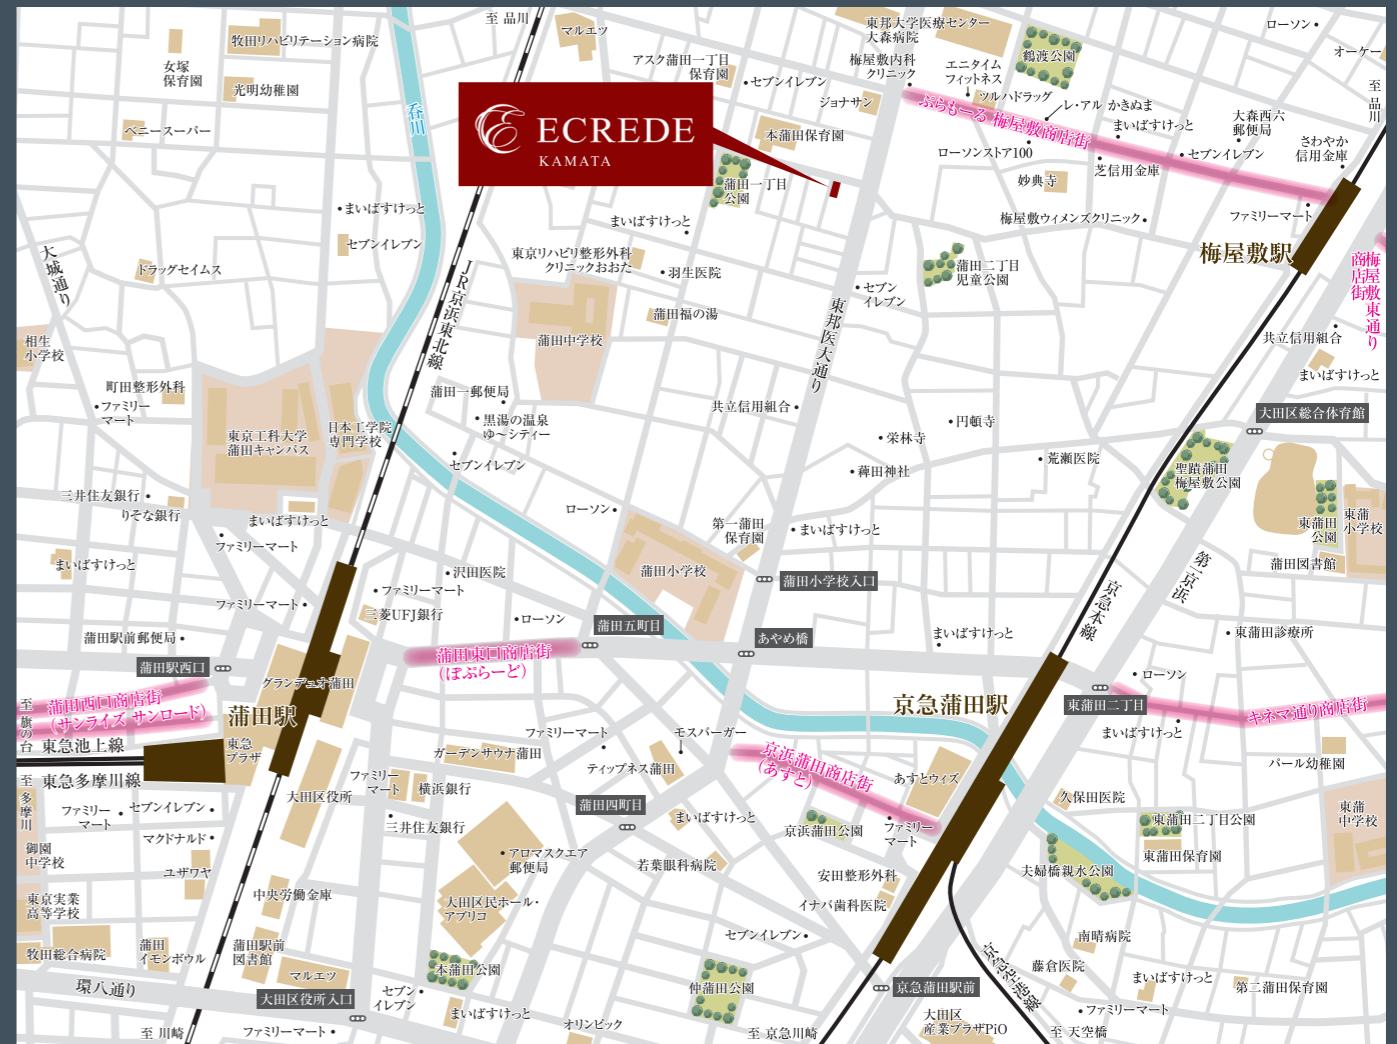 至 品川
マルエツ
東邦大学医療センター
大森病院
ローソン
オーケー
牧田リハビリテーション病院
女塚
保育園
光明幼稚園
ベニースーパー
呑川
アスク蒲田一丁目
保育園
セブンイレブン
ジョナサン
梅屋敷内科
クリニック
エニタイム
フィットネス
鶴渡公園
ツルハドラッグ
レ・アル かきぬま
まいばすけっと
大森西六
郵便局
至 品川
さわやか
信用金庫
ぷらもーる 梅屋敷商店街
ECREDE
KAMATA
本蒲田保育園
ローソンストア100
セブンイレブン
芝信用金庫
妙典寺
蒲田一丁目
公園
梅屋敷ウィメンズクリニック
ファミリーマート
梅屋敷駅
まいばすけっと
セブンイレブン
ドラッグセイムス
大城通り
まいばすけっと
東京リハビリ整形外科
クリニックおおた
羽生医院
蒲田二丁目
児童公園
セブン
イレブン
梅屋敷東通り
商店街
JR京浜東北線
蒲田福の湯
蒲田中学校
東邦医大通り
共立信用組合
まいばすけっと
相生
小学校
町田整形外科
ファミリー
マート
蒲田一郵便局
黒湯の温泉
ゆ〜シティー
セブンイレブン
共立信用組合
円頓寺
栄林寺
薭田神社
荒瀬医院
大田区総合体育館
東京工科大学
蒲田キャンパス
日本工学院
専門学校
聖蹟蒲田
梅屋敷公園
三井住友銀行
りそな銀行
まいばすけっと
ファミリーマート
ローソン
第一蒲田
保育園
まいばすけっと
東蒲田
公園
東蒲
小学校
蒲田図書館
第一京浜
まいばすけっと
ファミリーマート
沢田医院
ファミリーマート
三菱UFJ銀行
ローソン
蒲田小学校
蒲田小学校入口
京急本線
蒲田駅前郵便局
蒲田駅西口
蒲田五丁目
あやめ橋
まいばすけっと
東蒲田診療所
蒲田東口商店街
(ぽぷらーど)
グランデュオ蒲田
ローソン
東蒲田二丁目
至 旗の台
蒲田西口商店街
(サンライズ サンロード)
蒲田駅
京急蒲田駅
キネマ通り商店街
まいばすけっと
東急池上線
東急
プラザ
ガーデンサウナ蒲田
ファミリーマート
モスバーガー
ティップネス蒲田
京浜蒲田商店街
(あすと)
あすとウィズ
パール幼稚園
至 多摩川
東急多摩川線
ファミリー
マート
セブンイレブン
大田区役所
ファミリー
マート
横浜銀行
蒲田四町目
まいばすけっと
久保田医院
東蒲田二丁目公園
東蒲
中学校
マクドナルド
三井住友銀行
京浜蒲田公園
ファミリー
マート
東蒲田保育園
御園
中学校
ユザワヤ
アロマスクエア
郵便局
若葉眼科病院
安田整形外科
夫婦橋親水公園
東京実業
高等学校
中央労働金庫
大田区民ホール・
アプリコ
イナバ歯科医院
牧田総合病院
蒲田
イモンボウル
蒲田駅前
図書館
セブンイレブン
南晴病院
マルエツ
本蒲田公園
京急空港線
藤倉医院
まいばすけっと
環八通り
大田区役所入口
セブン
イレブン
仲蒲田公園
京急蒲田駅前
第二蒲田保育園
まいばすけっと
オリンピック
大田区
産業プラザPiO
ファミリーマート
至 川崎
ファミリーマート
至 京急川崎
至 天空橋